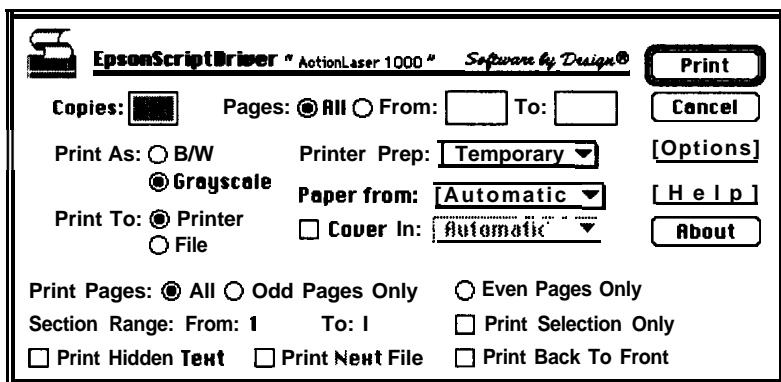 EpsonScriptDriver " ActionLaser 1000 " Software by Design® Print
Copies: Pages: All From: To: Cancel
Print As: B/W Printer Prep: Temporary [Options]
Grayscale Paper from: [Automatic [Help]
Print To: Printer Cover In: Automatic About
File
Print Pages: All Odd Pages Only Even Pages Only
Section Range: From: 1 To: l Print Selection Only
Print Hidden Text Print Next File Print Back To Front